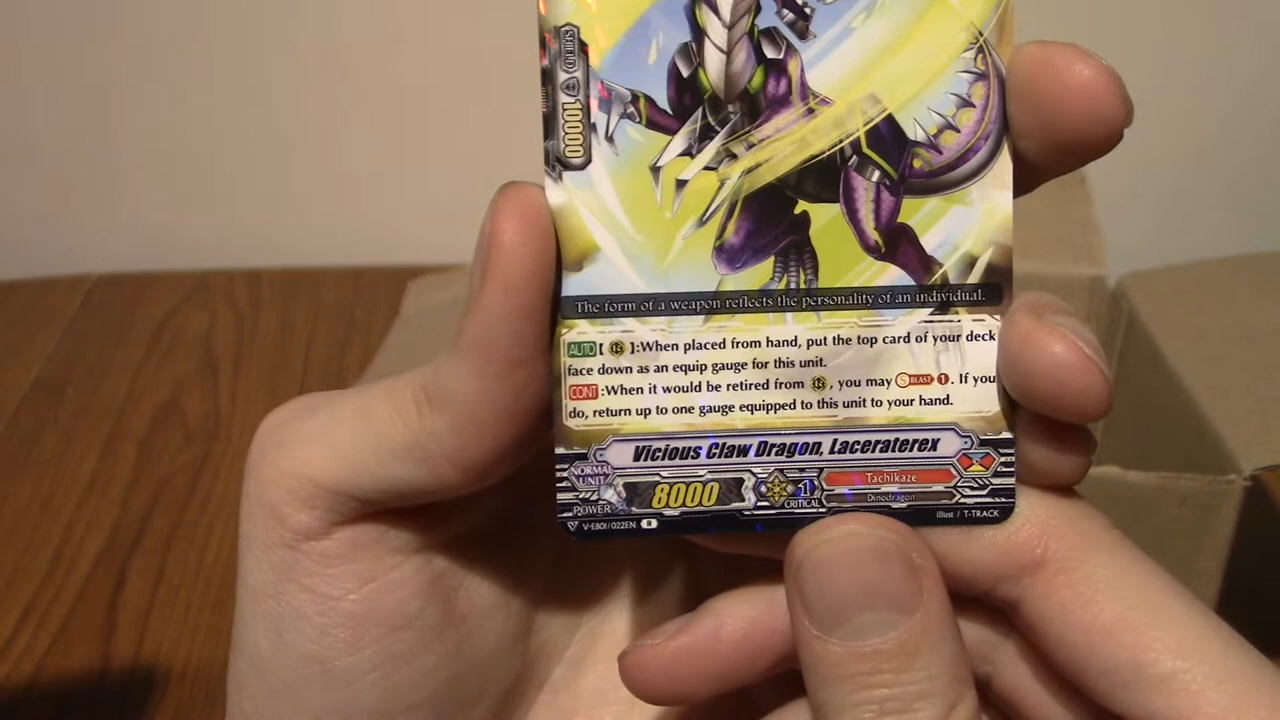 SHIELD 10000
The form of a weapon reflects the personality of an individual.
AUTO [ ]:When placed from hand, put the top card of your deck
face down as an equip gauge for this unit.
CONT :When it would be retired from , you may S BLAST 1. If you
do, return up to one gauge equipped to this unit to your hand.
Vicious Claw Dragon, Laceraterex
NORMAL
UNIT
POWER 8000
1
CRITICAL
Tachikaze
Dinodragon
V-EB01/022EN R
illust / T-TRACK